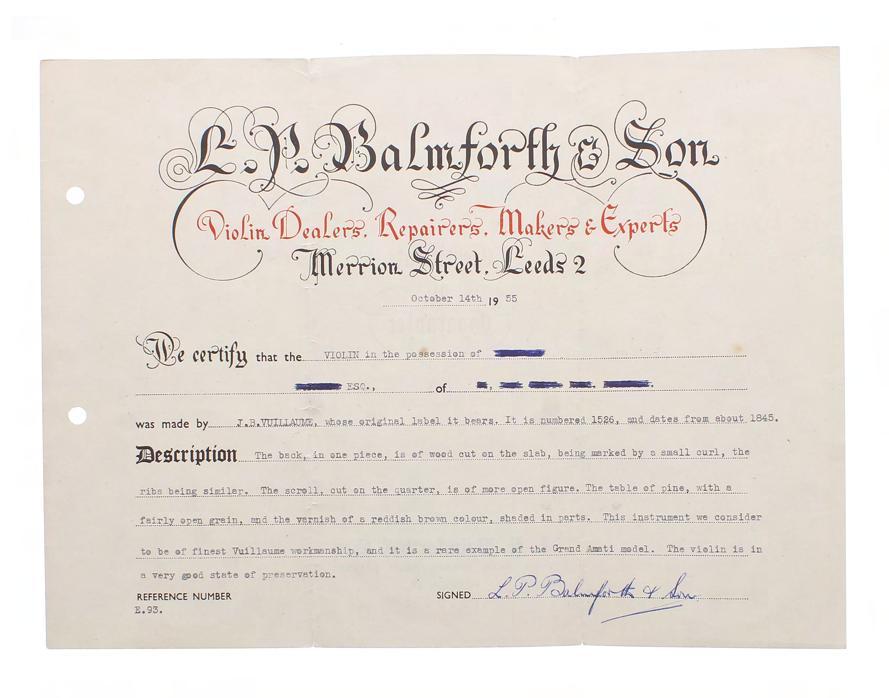 L. P. Balmforth & Son
Violin Dealers. Repairers. Makers & Experts
Merrion Street. Leeds 2
October 14th 19 55
We certify that the VIOLIN in the possession of
ESQ., of
was made by J.B.VUILLAUME, whose original label it bears. It is numbered 1526, and dates from about 1845.
Description The back, in one piece, is of wood cut on the slab, being marked by a small curl, the
ribs being similar. The scroll, cut on the quarter, is of more open figure. The table of pine, with a
fairly open grain, and the varnish of a reddish brown colour, shaded in parts. This instrument we consider
to be of finest Vuillaume workmanship, and it is a rare example of the Grand Amati model. The violin is in
a very good state of preservation.
REFERENCE NUMBER SIGNED L. P. Balmforth & Son
E.93.